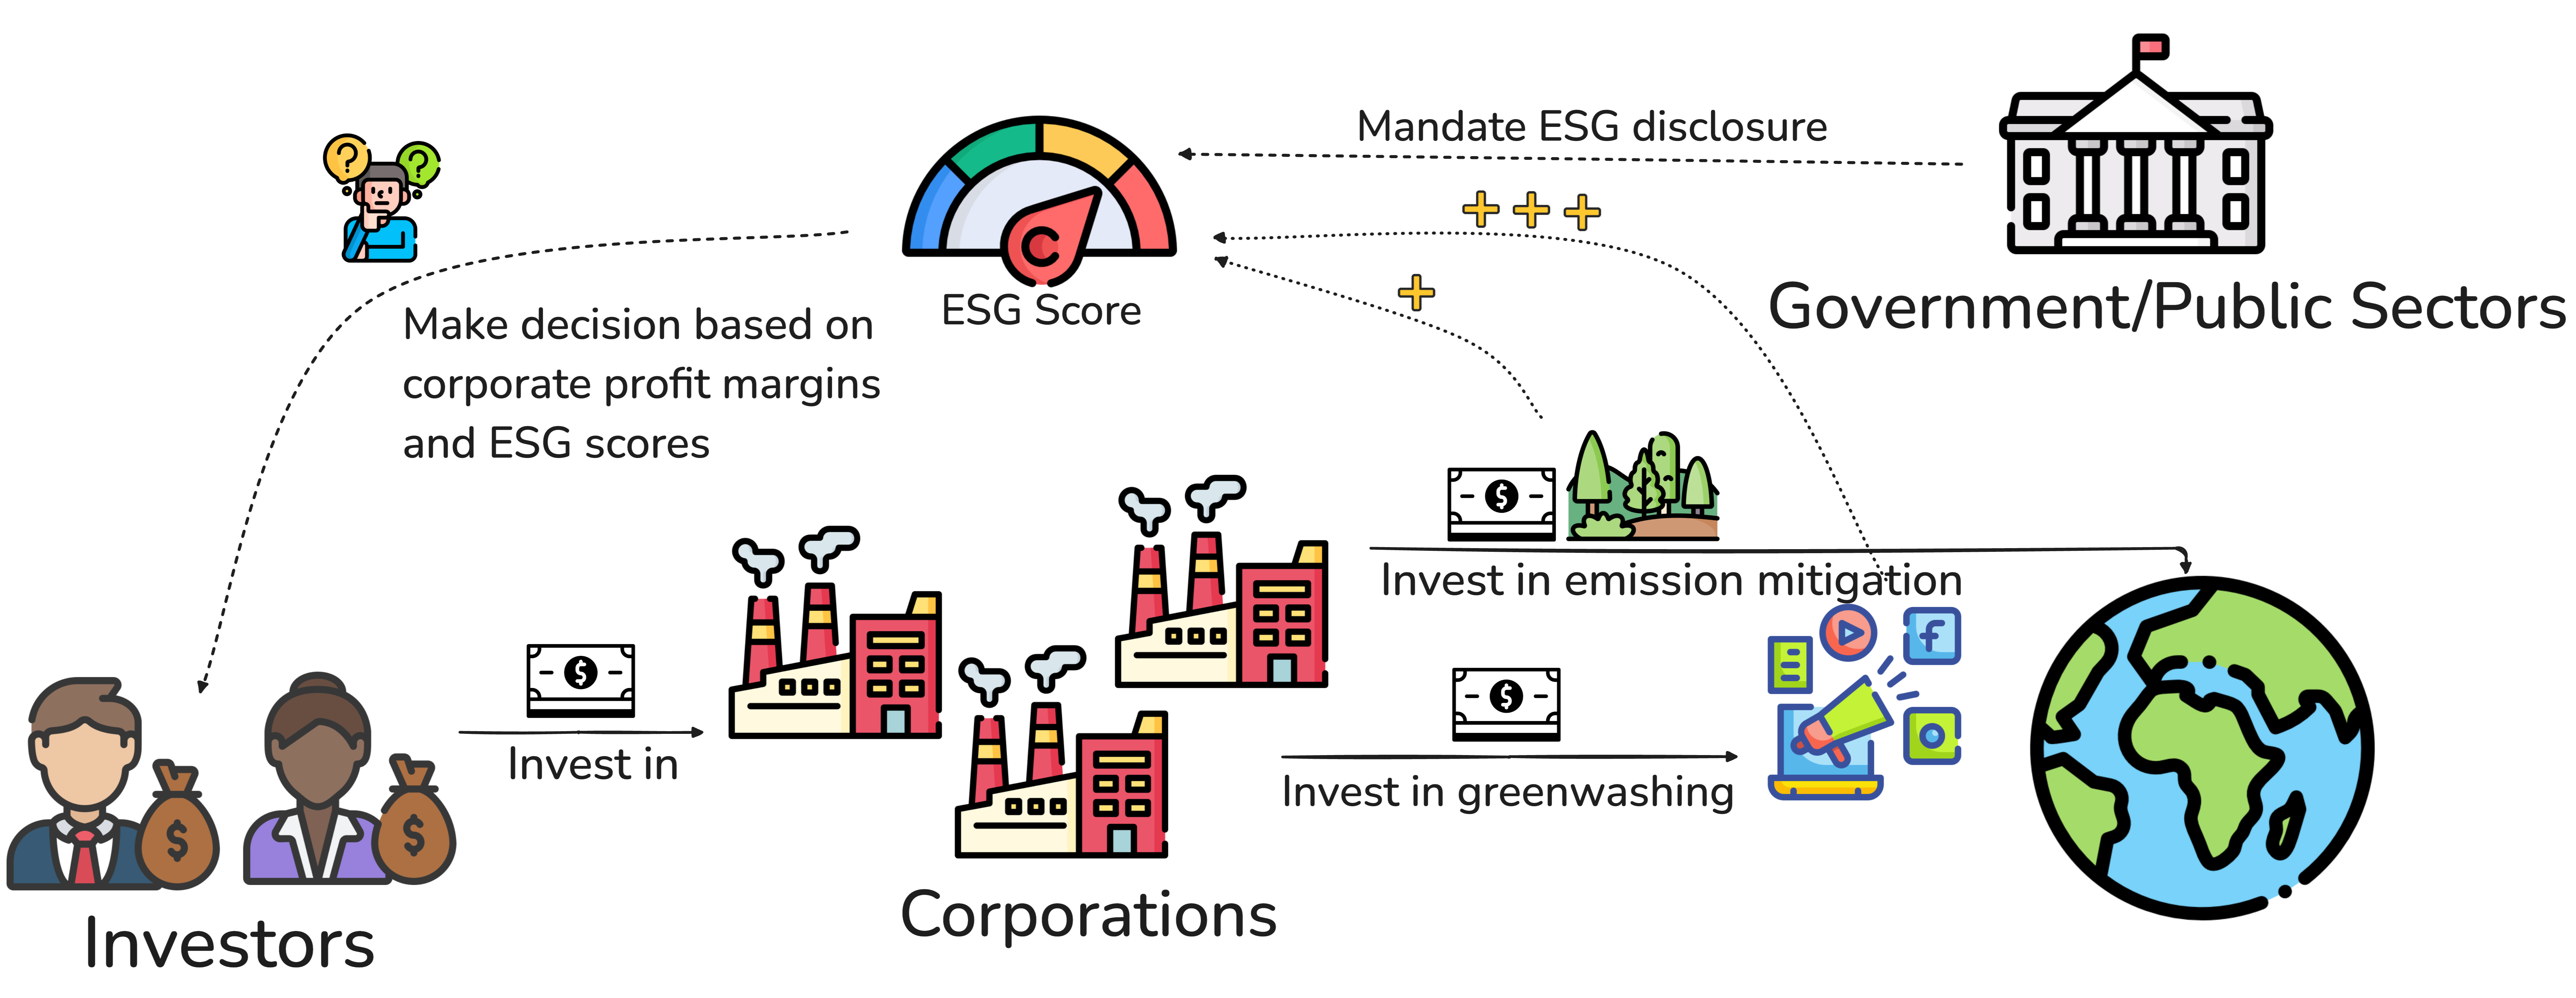 Mandate ESG disclosure
ESG Score
Government/Public Sectors
Make decision based on
corporate profit margins
and ESG scores
Invest in emission mitigation
Invest in
Invest in greenwashing
Corporations
Investors